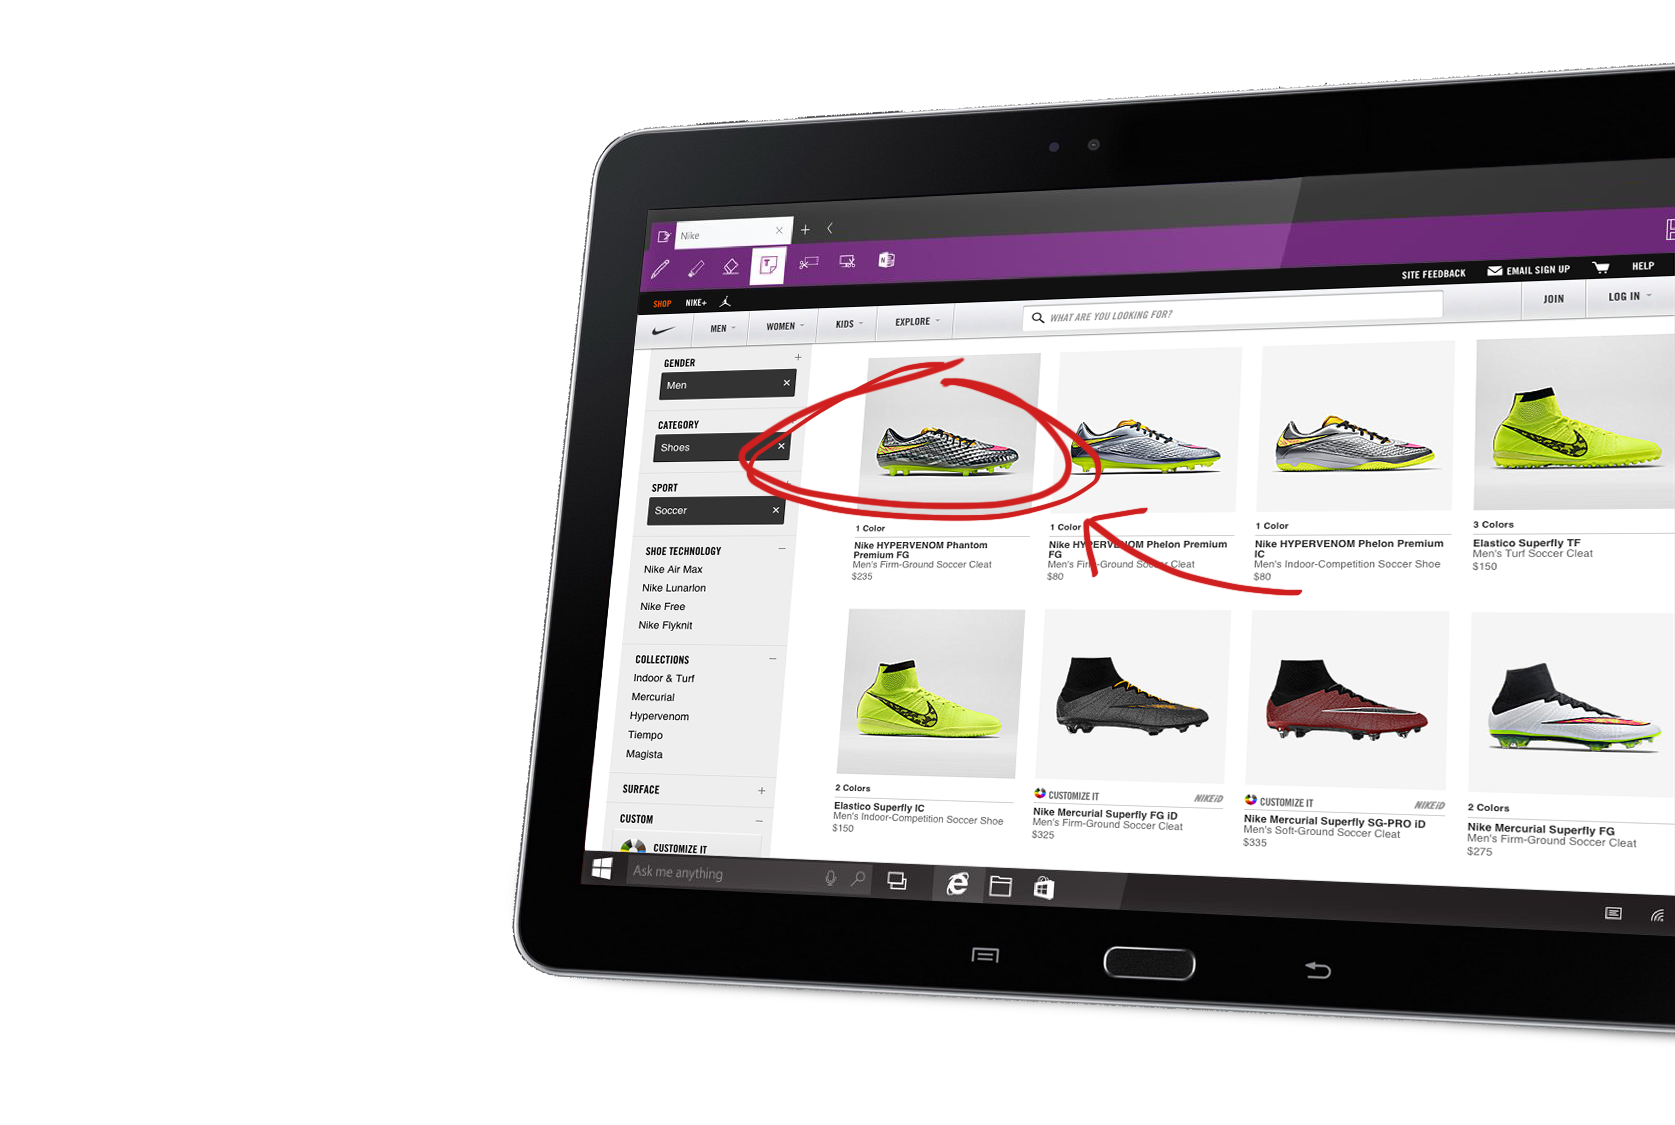 Nike
SHOP NIKE+
SITE FEEDBACK EMAIL SIGN UP HELP
MEN WOMEN KIDS EXPLORE
WHAT ARE YOU LOOKING FOR?
JOIN LOG IN
GENDER
Men
CATEGORY
Shoes
SPORT
Soccer
SHOE TECHNOLOGY
Nike Air Max
Nike Lunarlon
Nike Free
Nike Flyknit
COLLECTIONS
Indoor & Turf
Mercurial
Hypervenom
Tiempo
Magista
SURFACE
CUSTOM
CUSTOMIZE IT
1 Color
Nike HYPERVENOM Phantom
Premium FG
Men's Firm-Ground Soccer Cleat
$235
1 Color
Nike HYPERVENOM Phelon Premium
FG
Men's Firm-Ground Soccer Cleat
$80
1 Color
Nike HYPERVENOM Phelon Premium
IC
Men's Indoor-Competition Soccer Shoe
$80
3 Colors
Elastico Superfly TF
Men's Turf Soccer Cleat
$150
2 Colors
Elastico Superfly IC
Men's Indoor-Competition Soccer Shoe
$150
CUSTOMIZE IT NIKEiD
Nike Mercurial Superfly FG iD
Men's Firm-Ground Soccer Cleat
$325
CUSTOMIZE IT NIKEiD
Nike Mercurial Superfly SG-PRO iD
Men's Soft-Ground Soccer Cleat
$335
2 Colors
Nike Mercurial Superfly FG
Men's Firm-Ground Soccer Cleat
$275
Ask me anything